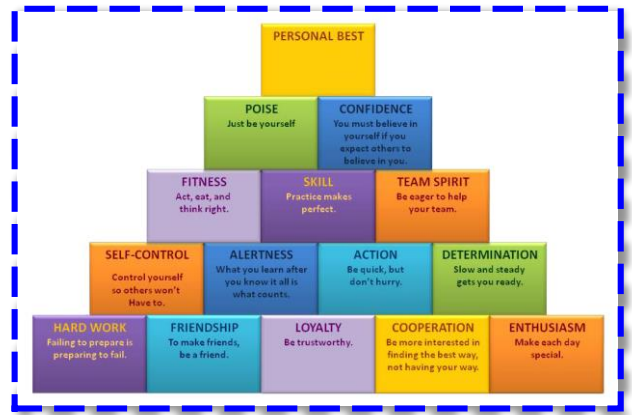 PERSONAL BEST
POISE
Just be yourself
CONFIDENCE
You must believe in
yourself if you
expect others to
believe in you.
FITNESS
Act, eat, and
think right.
SKILL
Practice makes
perfect.
TEAM SPIRIT
Be eager to help
your team.
SELF-CONTROL
Control yourself
so others won't
Have to.
ALERTNESS
What you learn after
you know it all is
what counts.
ACTION
Be quick, but
don't hurry.
DETERMINATION
Slow and steady
gets you ready.
HARD WORK
Failing to prepare is
preparing to fail.
FRIENDSHIP
To make friends,
be a friend.
LOYALTY
Be trustworthy.
COOPERATION
Be more interested in
finding the best way,
not having your way.
ENTHUSIASM
Make each day
special.